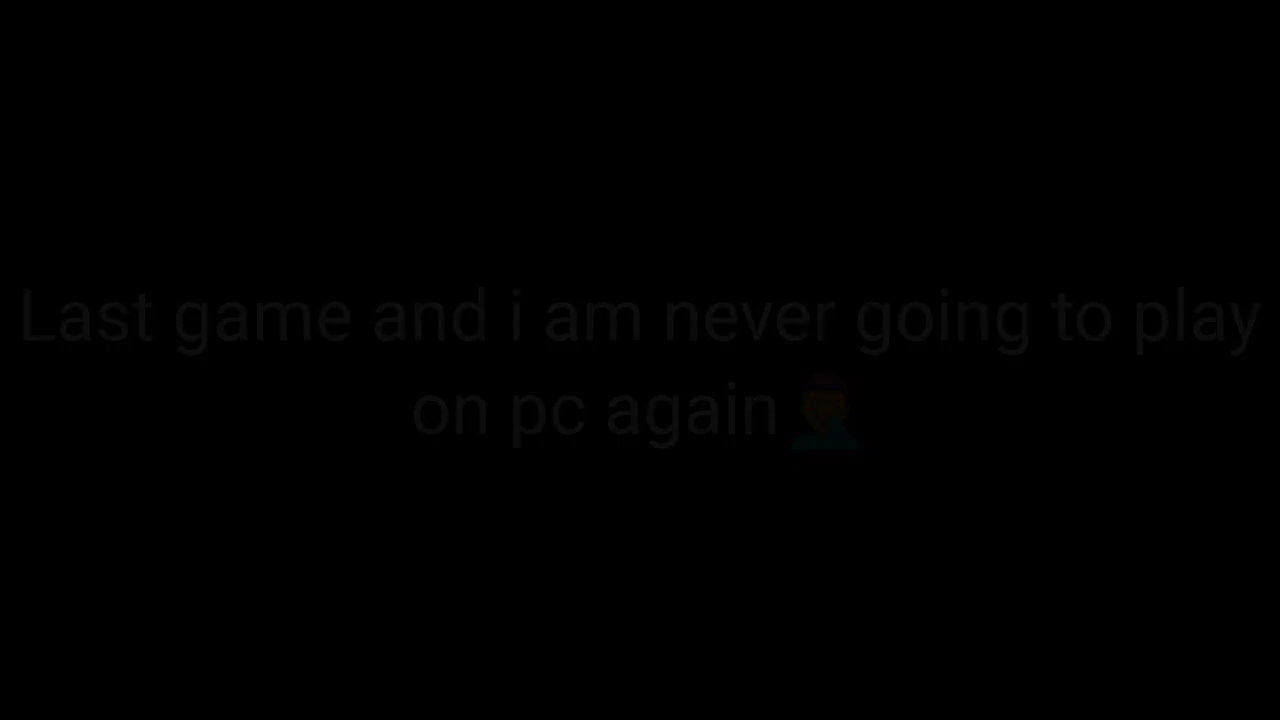 Last game and i am never going to play
on pc again 🤦‍♂️